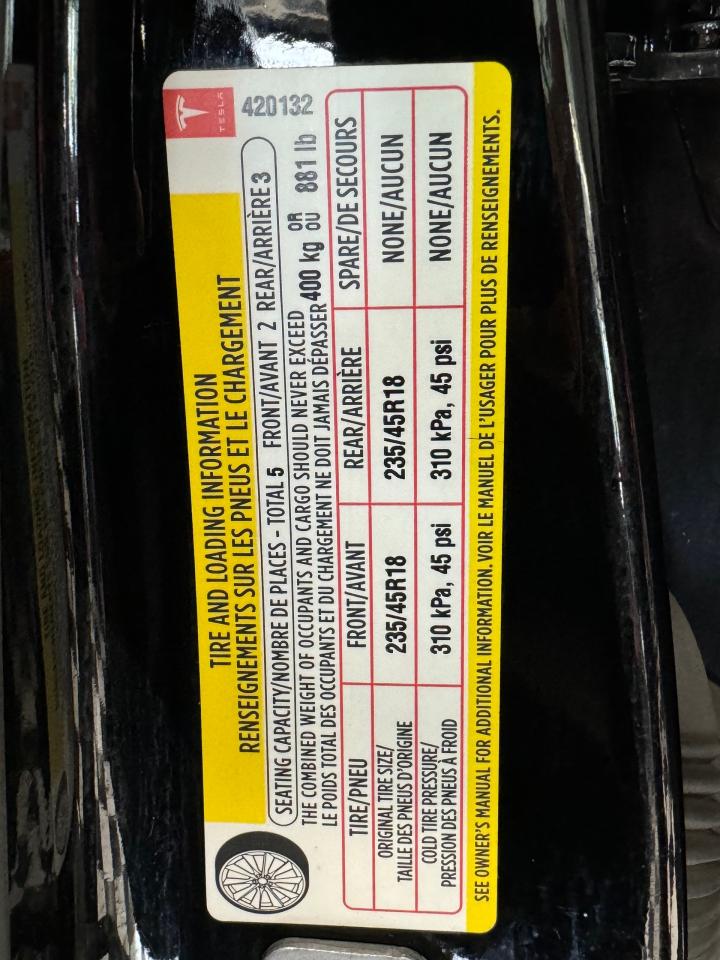 TESLA
420132
TIRE AND LOADING INFORMATION
RENSEIGNEMENTS SUR LES PNEUS ET LE CHARGEMENT
SEATING CAPACITY/NOMBRE DE PLACES - TOTAL 5 FRONT/AVANT 2 REAR/ARRIÈRE 3
THE COMBINED WEIGHT OF OCCUPANTS AND CARGO SHOULD NEVER EXCEED
LE POIDS TOTAL DES OCCUPANTS ET DU CHARGEMENT NE DOIT JAMAIS DÉPASSER
400 kg OR OU 881 lb
TIRE/PNEU FRONT/AVANT REAR/ARRIÈRE SPARE/DE SECOURS
ORIGINAL TIRE SIZE/
TAILLE DES PNEUS D'ORIGINE
235/45R18 235/45R18 NONE/AUCUN
COLD TIRE PRESSURE/
PRESSION DES PNEUS À FROID
310 kPa, 45 psi 310 kPa, 45 psi NONE/AUCUN
SEE OWNER'S MANUAL FOR ADDITIONAL INFORMATION. VOIR LE MANUEL DE L'USAGER POUR PLUS DE RENSEIGNEMENTS.